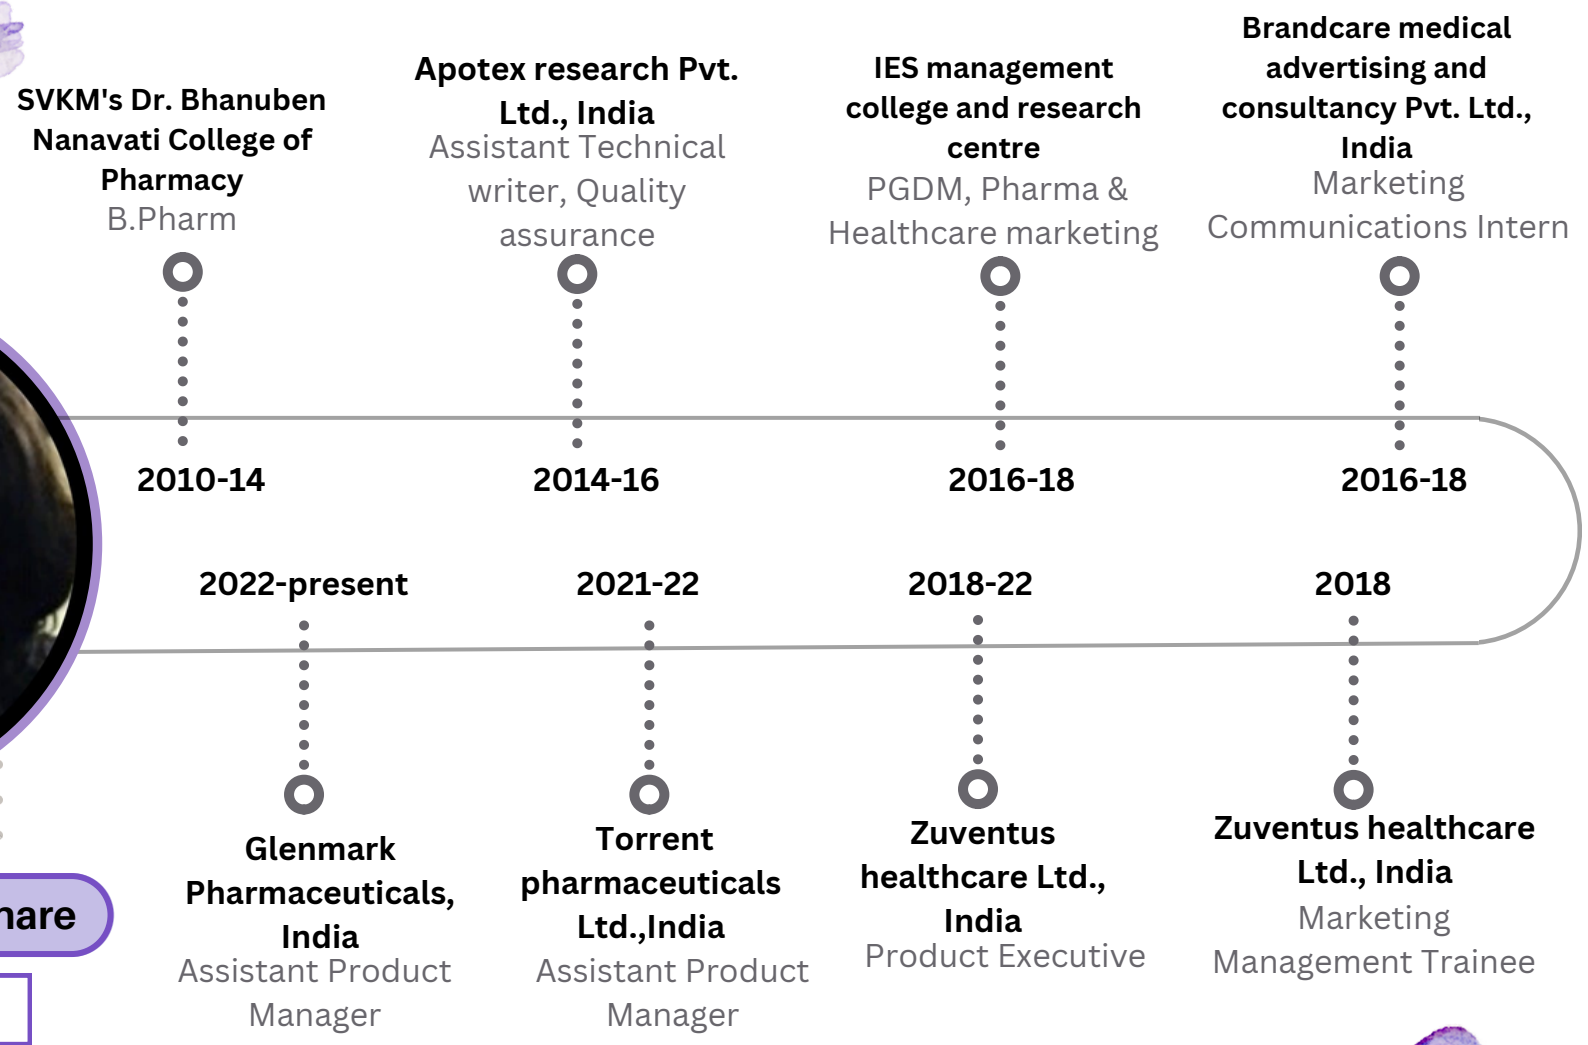 SVKM's Dr. Bhanuben
Nanavati College of
Pharmacy
B.Pharm
Apotex research Pvt.
Ltd., India
Assistant Technical
writer, Quality
assurance
IES management
college and research
centre
PGDM, Pharma &
Healthcare marketing
Brandcare medical
advertising and
consultancy Pvt. Ltd.,
India
Marketing
Communications Intern
2010-14
2014-16
2016-18
2016-18
2022-present
2021-22
2018-22
2018
Glenmark
Pharmaceuticals,
India
Assistant Product
Manager
Torrent
pharmaceuticals
Ltd.,India
Assistant Product
Manager
Zuventus
healthcare Ltd.,
India
Product Executive
Zuventus healthcare
Ltd., India
Marketing
Management Trainee